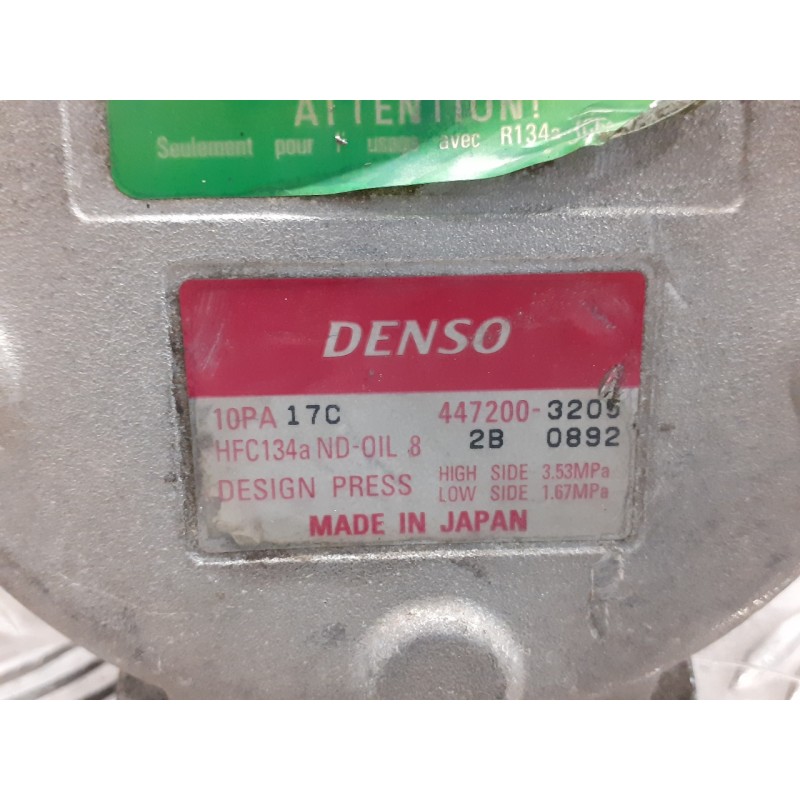 ATTENTION!
Seulement pour usage avec R134a
DENSO
10PA 17C 447200-3205
HFC134a ND-OIL 8 2B 0892
DESIGN PRESS HIGH SIDE 3.53MPa
LOW SIDE 1.67MPa
MADE IN JAPAN